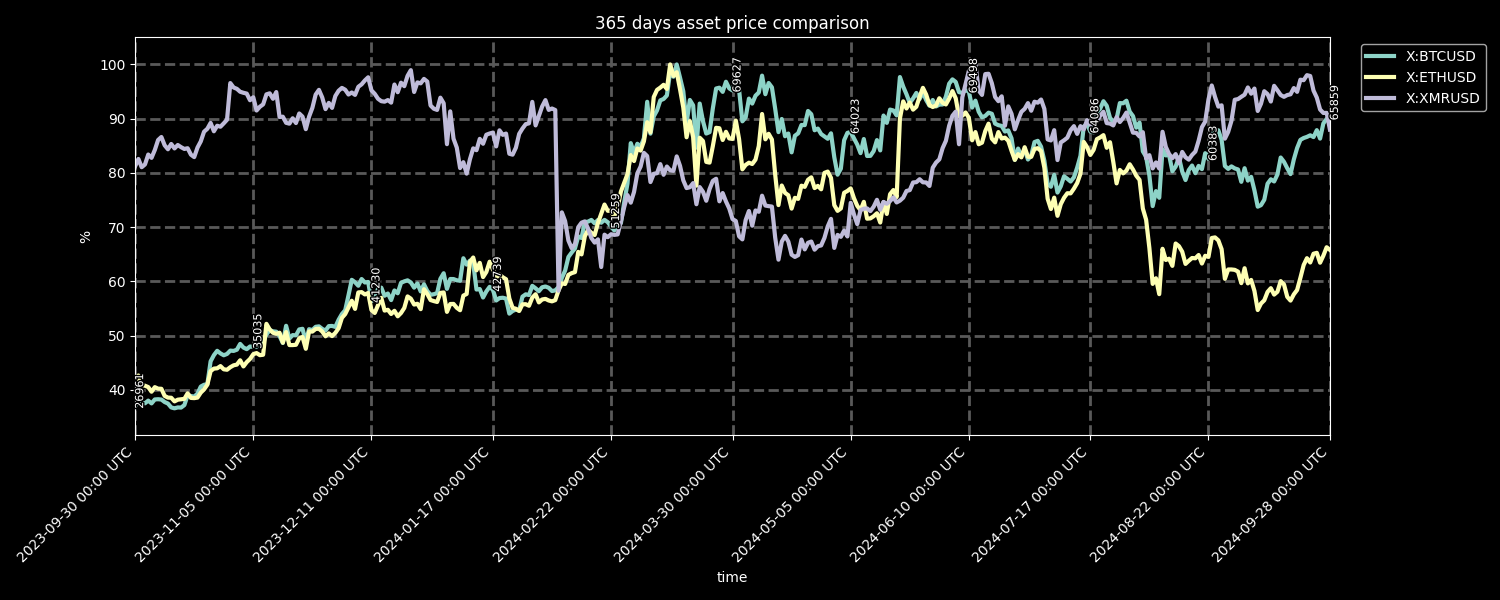 365 days asset price comparison
X:BTCUSD
X:ETHUSD
X:XMRUSD
%
100
90
80
70
60
50
40
26961
35035
41230
42739
51259
69627
64023
69498
64086
60383
65859
2023-09-30 00:00 UTC
2023-11-05 00:00 UTC
2023-12-11 00:00 UTC
2024-01-17 00:00 UTC
2024-02-22 00:00 UTC
2024-03-30 00:00 UTC
2024-05-05 00:00 UTC
2024-06-10 00:00 UTC
2024-07-17 00:00 UTC
2024-08-22 00:00 UTC
2024-09-28 00:00 UTC
time